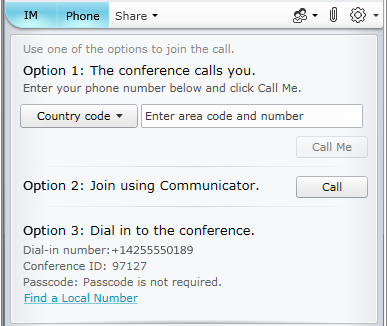 IM Phone Share
Use one of the options to join the call.
Option 1: The conference calls you.
Enter your phone number below and click Call Me.
Country code Enter area code and number
Call Me
Option 2: Join using Communicator. Call
Option 3: Dial in to the conference.
Dial-in number:+14255550189
Conference ID: 97127
Passcode: Passcode is not required.
Find a Local Number